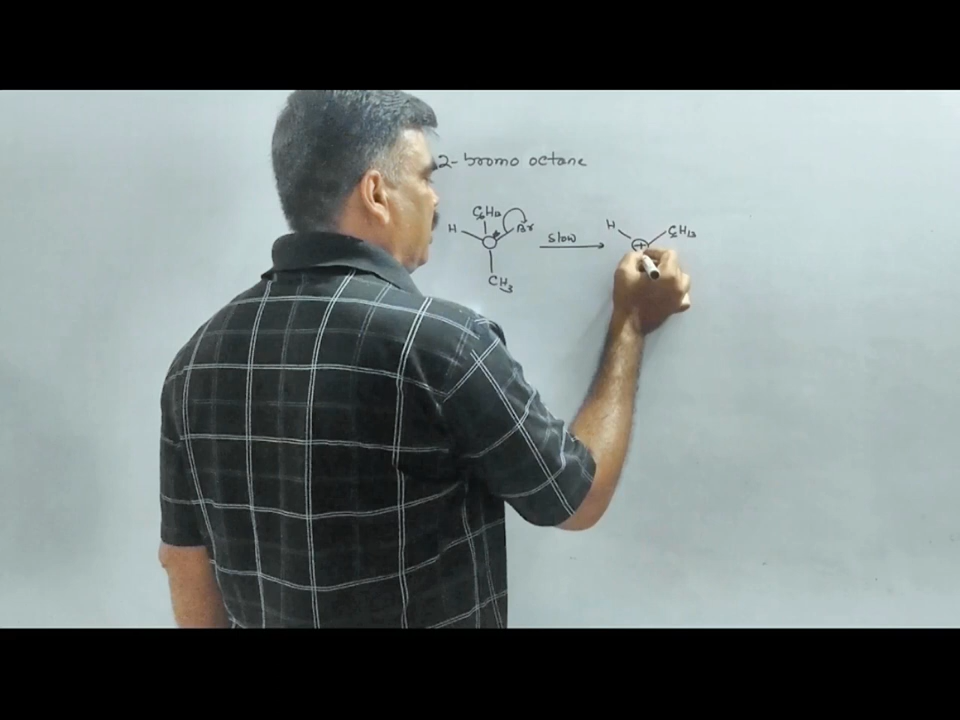 2- bromo octane
C6H13
H Br
CH3
slow
H C6H13
+